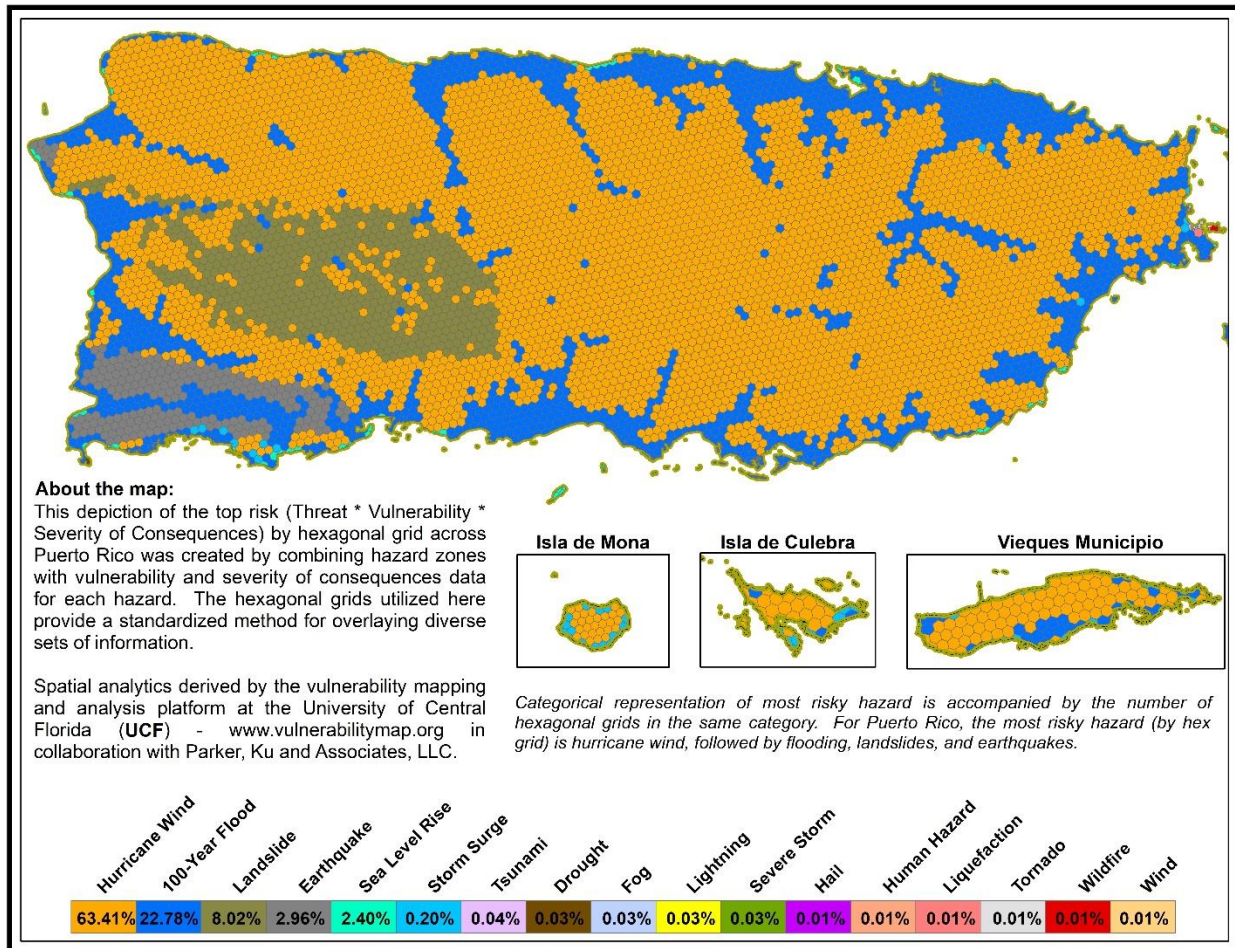 About the map:
This depiction of the top risk (Threat * Vulnerability *
Severity of Consequences) by hexagonal grid across
Puerto Rico was created by combining hazard zones
with vulnerability and severity of consequences data
for each hazard. The hexagonal grids utilized here
provide a standardized method for overlaying diverse
sets of information.
Spatial analytics derived by the vulnerability mapping
and analysis platform at the University of Central
Florida (UCF) - www.vulnerabilitymap.org in
collaboration with Parker, Ku and Associates, LLC.
Isla de Mona
Isla de Culebra
Vieques Municipio
Categorical representation of most risky hazard is accompanied by the number of
hexagonal grids in the same category. For Puerto Rico, the most risky hazard (by hex
grid) is hurricane wind, followed by flooding, landslides, and earthquakes.
Hurricane Wind
100-Year Flood
Landslide
Earthquake
Sea Level Rise
Storm Surge
Tsunami
Drought
Fog
Lightning
Severe Storm
Hail
Human Hazard
Liquefaction
Tornado
Wildfire
Wind
63.41% 22.78% 8.02% 2.96% 2.40% 0.20% 0.04% 0.03% 0.03% 0.03% 0.03% 0.01% 0.01% 0.01% 0.01% 0.01% 0.01%